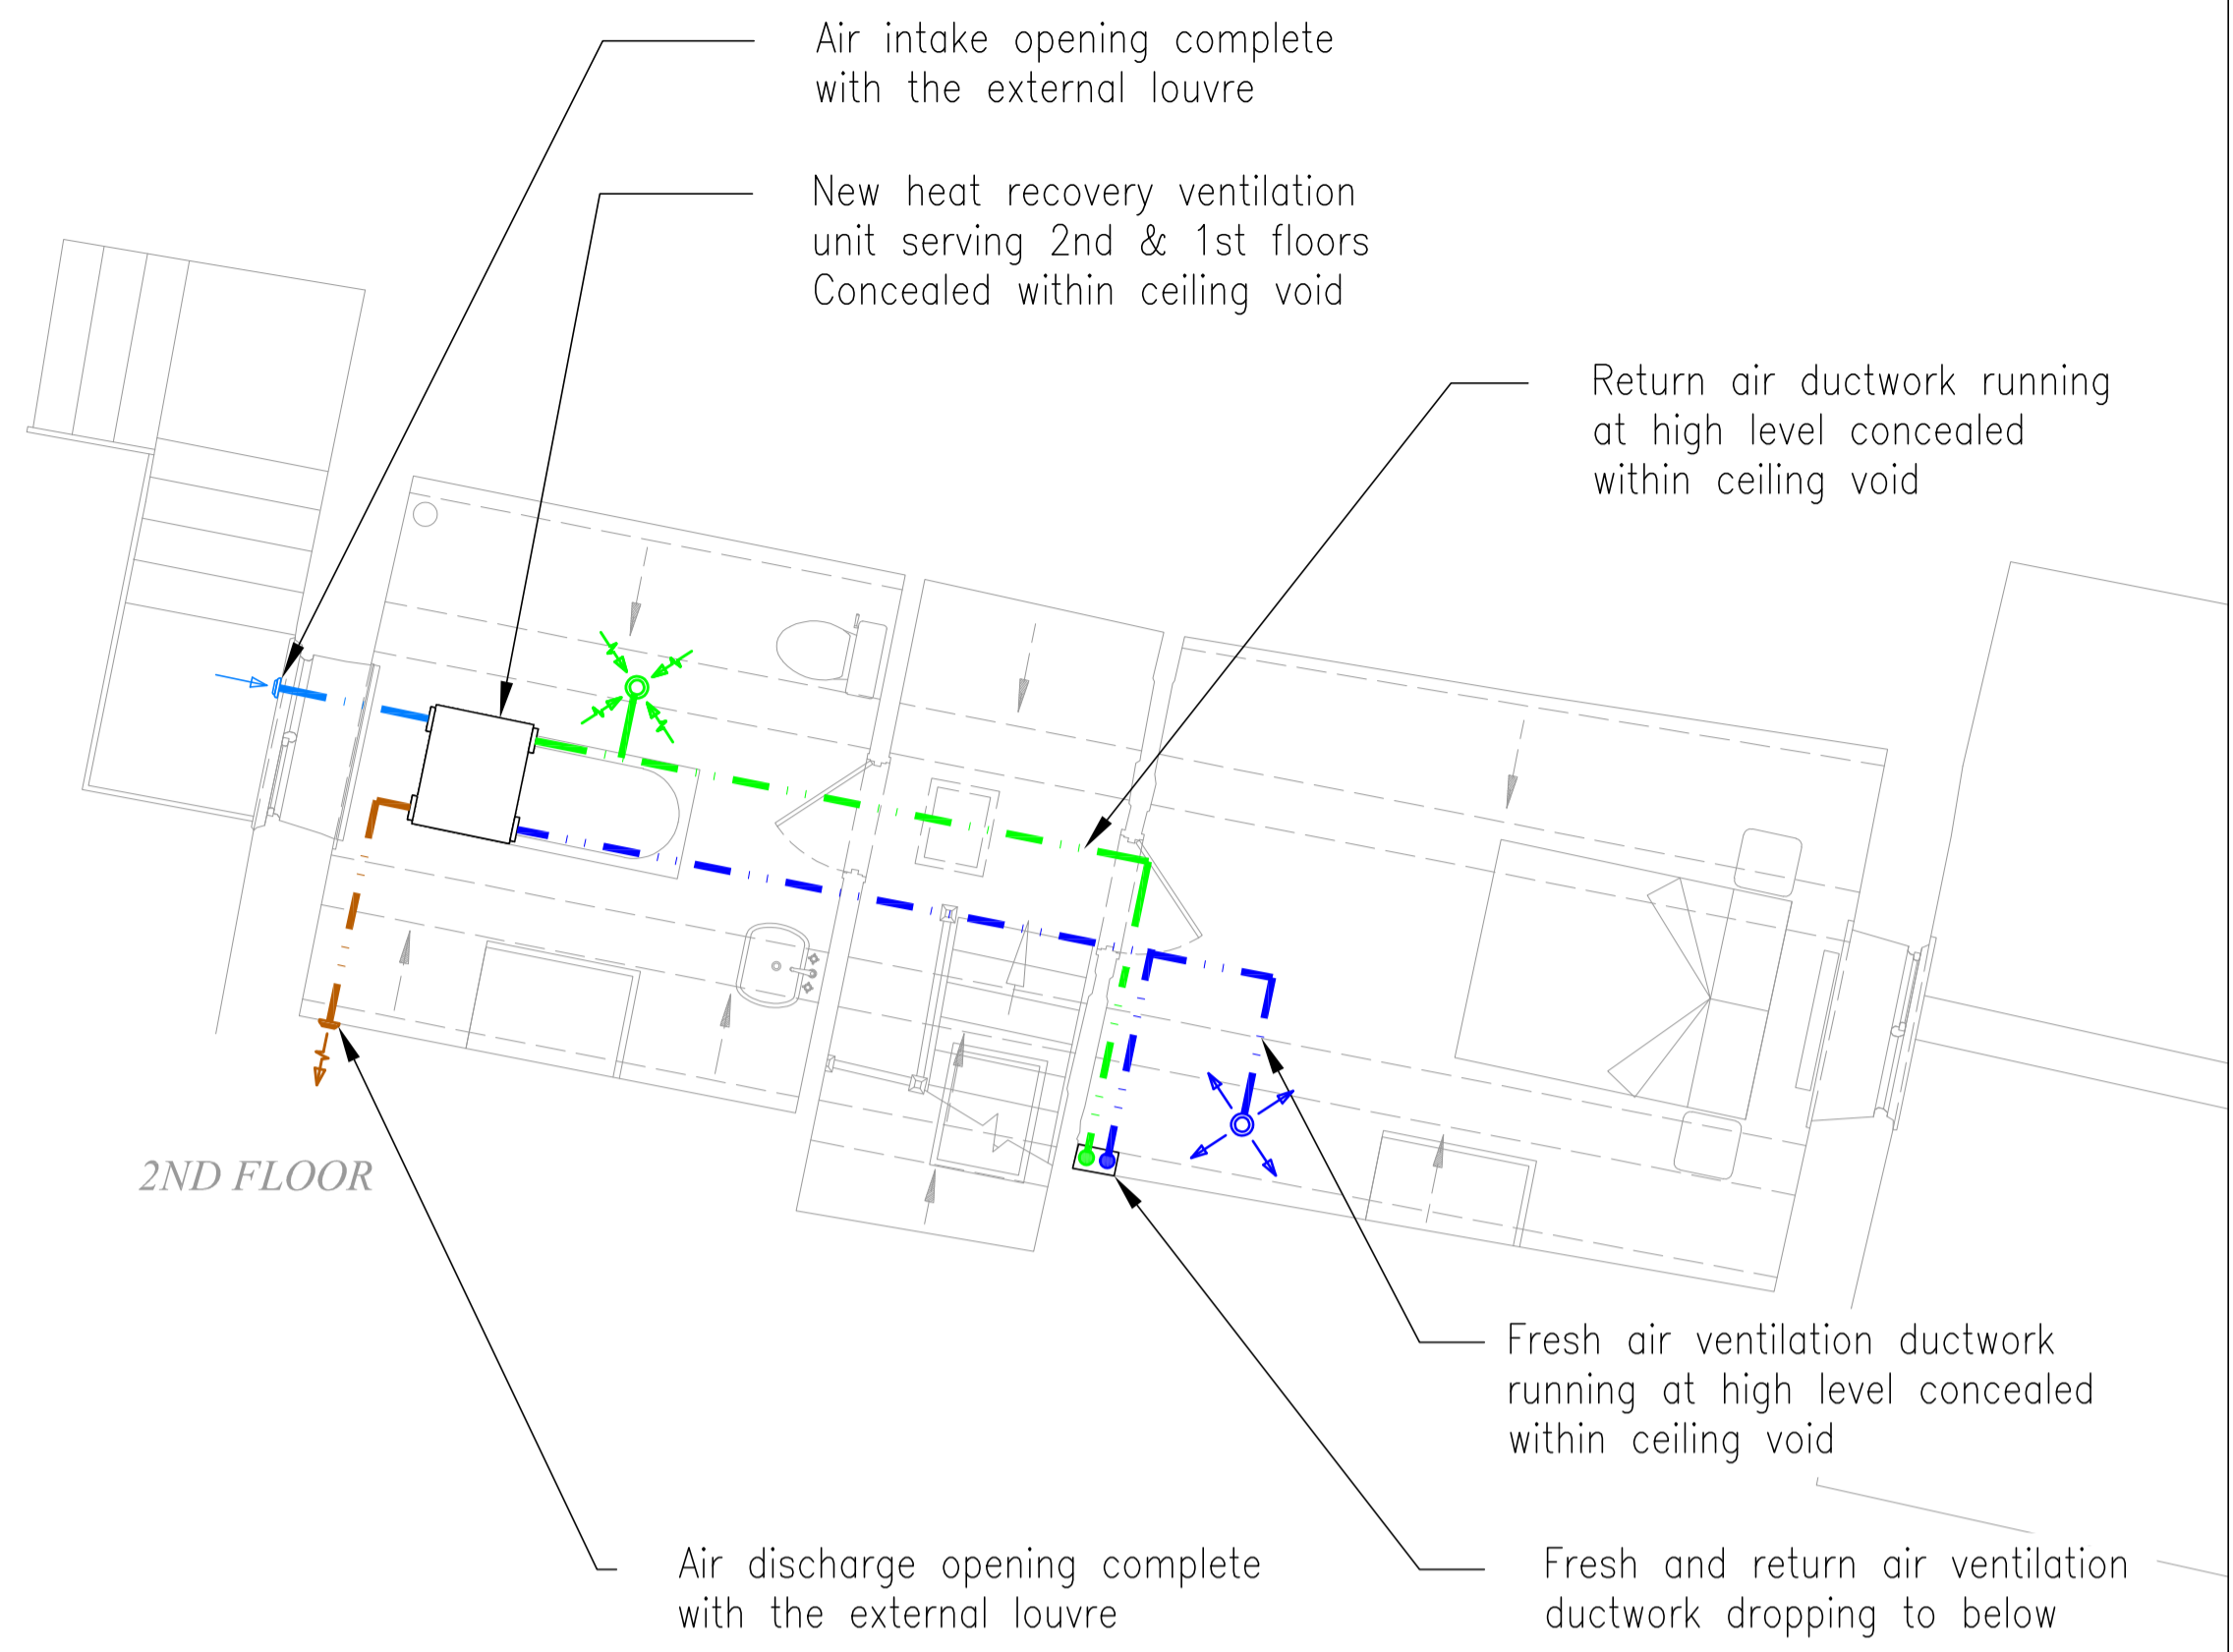 Air intake opening complete
with the external louvre
New heat recovery ventilation
unit serving 2nd & 1st floors
Concealed within ceiling void
Return air ductwork running
at high level concealed
within ceiling void
2ND FLOOR
Fresh air ventilation ductwork
running at high level concealed
within ceiling void
Air discharge opening complete
with the external louvre
Fresh and return air ventilation
ductwork dropping to below